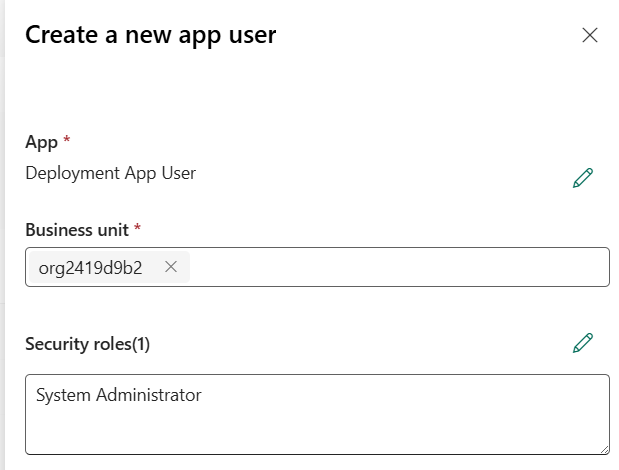 Create a new app user
App *
Deployment App User
Business unit *
org2419d9b2
Security roles(1)
System Administrator